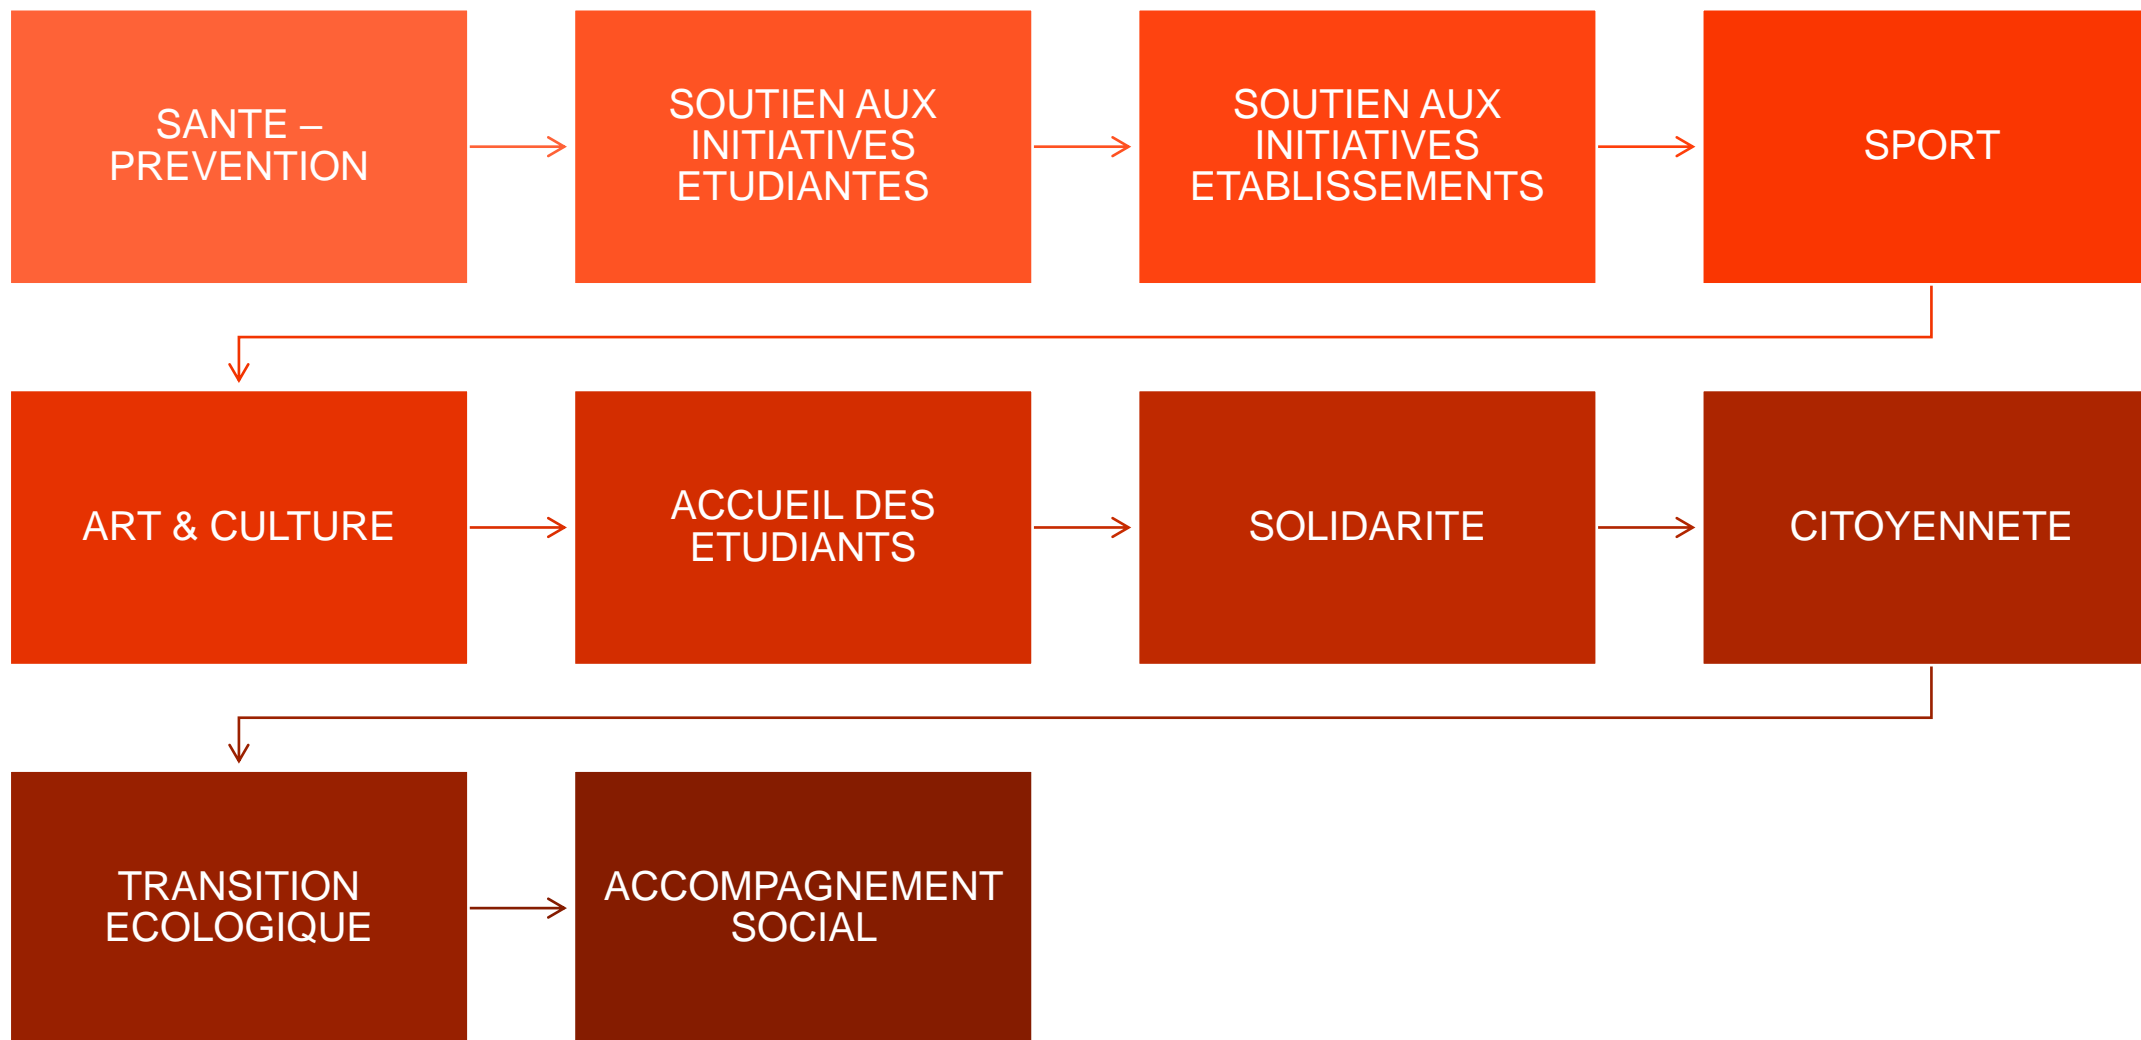 SANTE –
PREVENTION
SOUTIEN AUX
INITIATIVES
ETUDIANTES
SOUTIEN AUX
INITIATIVES
ETABLISSEMENTS
SPORT
ART & CULTURE
ACCUEIL DES
ETUDIANTS
SOLIDARITE
CITOYENNETE
TRANSITION
ECOLOGIQUE
ACCOMPAGNEMENT
SOCIAL